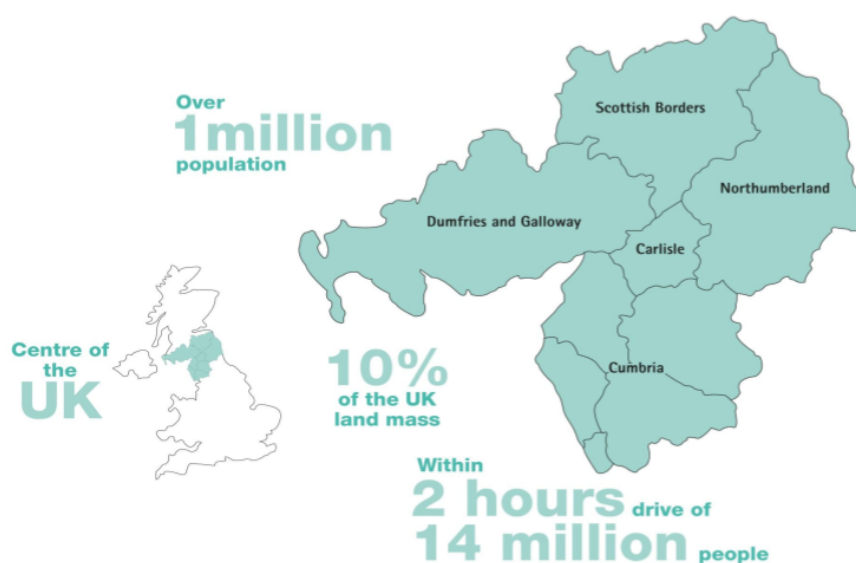 Over
1million
population
Scottish Borders
Northumberland
Dumfries and Galloway
Carlisle
Centre of
the
UK
10%
of the UK
land mass
Cumbria
Within
2 hours drive of
14 million people